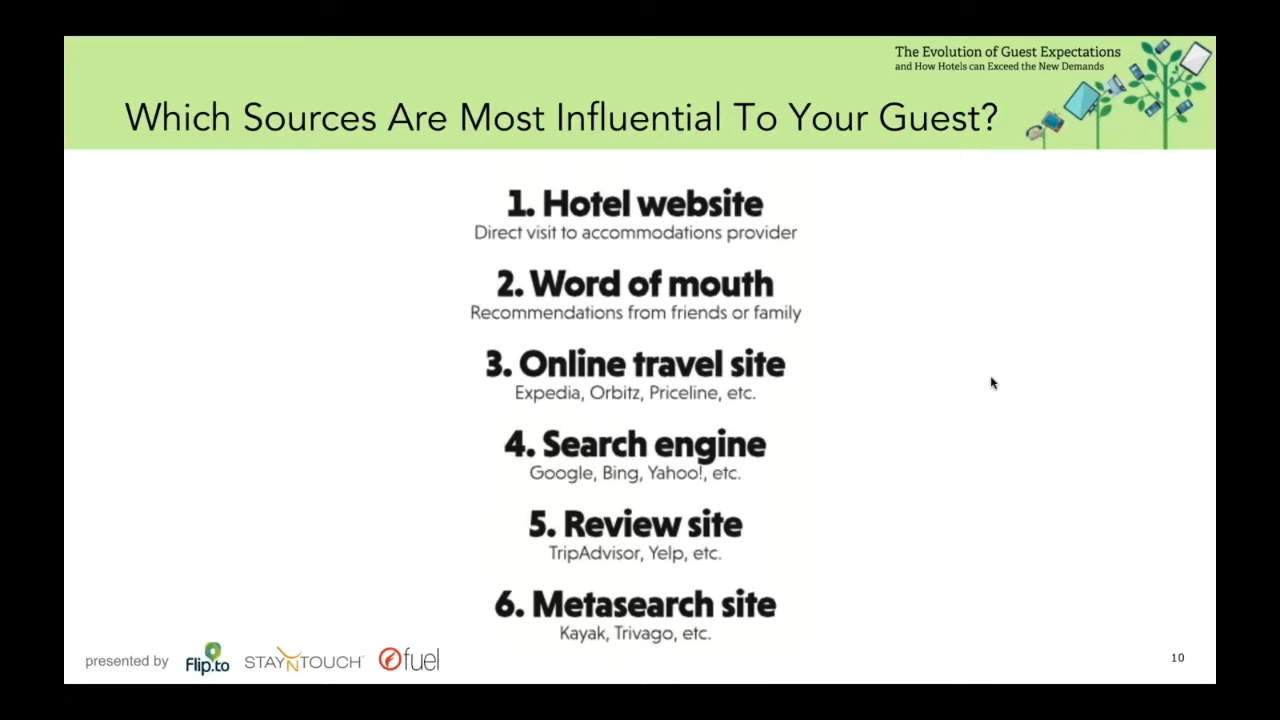 The Evolution of Guest Expectations
and How Hotels can Exceed the New Demands
Which Sources Are Most Influential To Your Guest?
1. Hotel website
Direct visit to accommodations provider
2. Word of mouth
Recommendations from friends or family
3. Online travel site
Expedia, Orbitz, Priceline, etc.
4. Search engine
Google, Bing, Yahoo!, etc.
5. Review site
TripAdvisor, Yelp, etc.
6. Metasearch site
Kayak, Trivago, etc.
presented by Flip.to STAYNTOUCH fuel
10